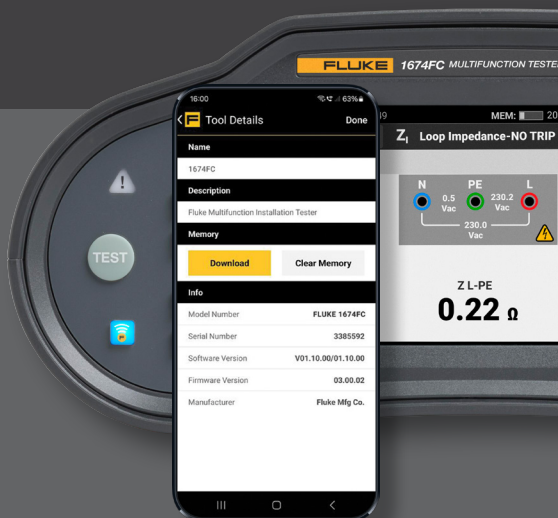 FLUKE 1674FC MULTIFUNCTION TESTER
16:00 63%
Tool Details Done
Name
1674FC
Description
Fluke Multifunction Installation Tester
Memory
Download Clear Memory
Info
Model Number FLUKE 1674FC
Serial Number 3385592
Software Version V01.10.00/01.10.00
Firmware Version 03.00.02
Manufacturer Fluke Mfg Co.
TEST
MEM: 20
ZI Loop Impedance-NO TRIP
N PE L
0.5 Vac 230.2 Vac
230.0 Vac
Z L-PE
0.22 Ω